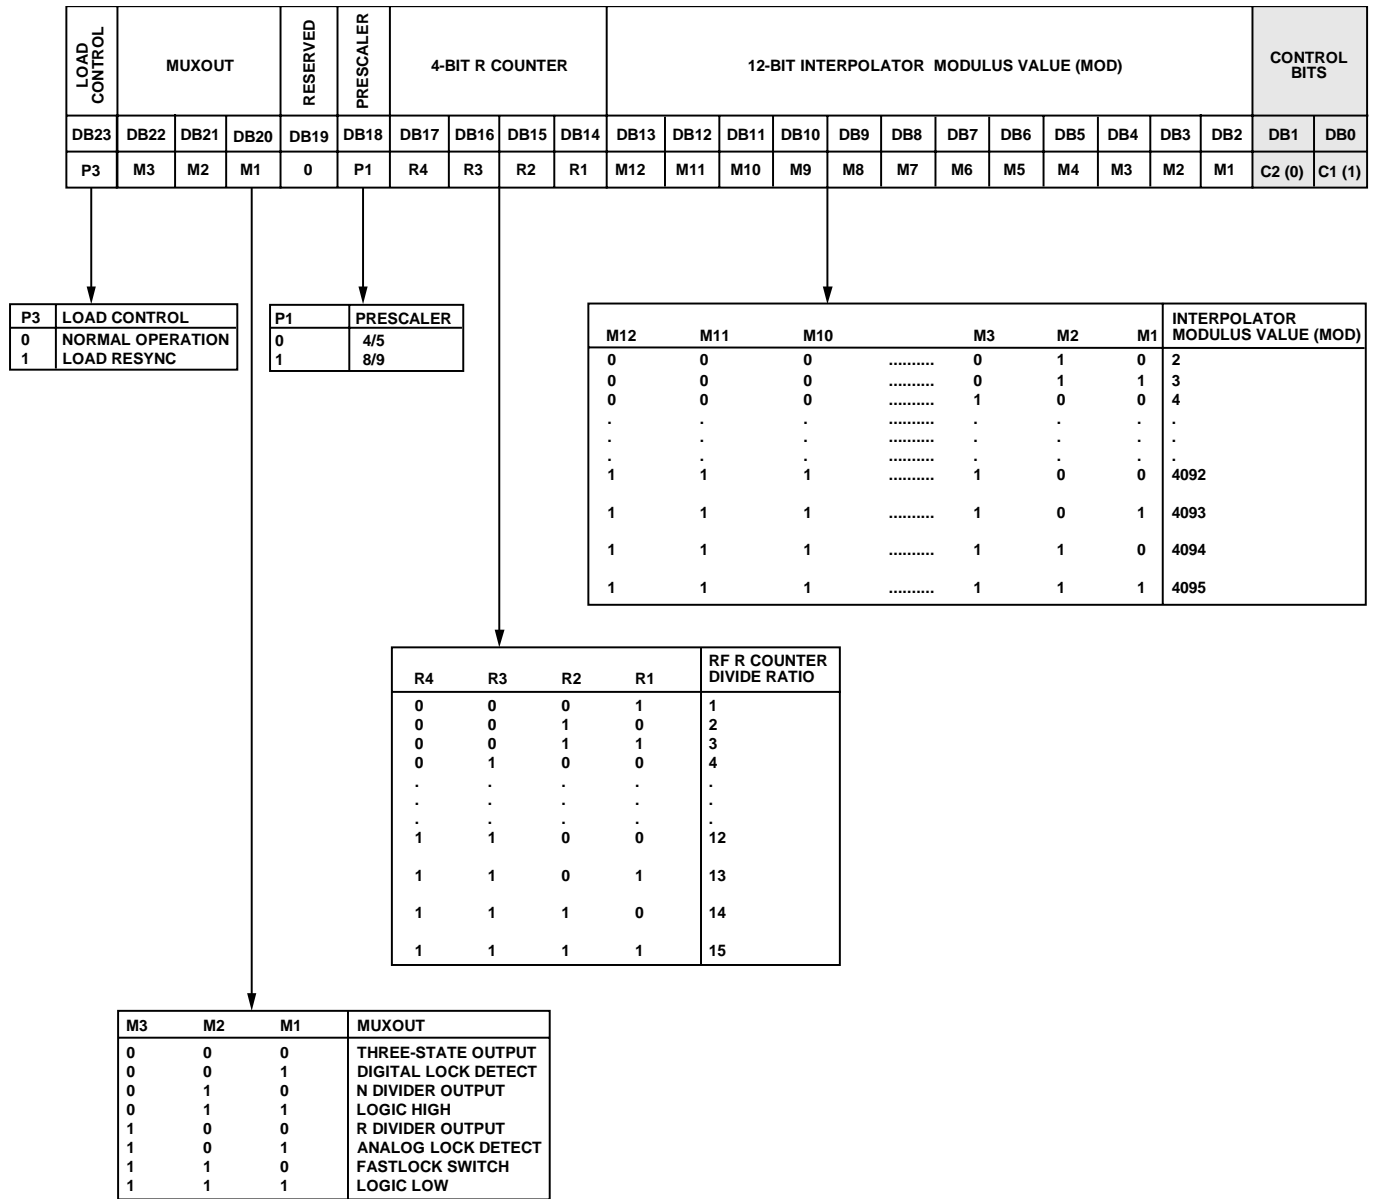 LOAD CONTROL MUXOUT RESERVED PRESCALER 4-BIT R COUNTER 12-BIT INTERPOLATOR MODULUS VALUE (MOD) CONTROL BITS
DB23 DB22 DB21 DB20 DB19 DB18 DB17 DB16 DB15 DB14 DB13 DB12 DB11 DB10 DB9 DB8 DB7 DB6 DB5 DB4 DB3 DB2 DB1 DB0
P3 M3 M2 M1 0 P1 R4 R3 R2 R1 M12 M11 M10 M9 M8 M7 M6 M5 M4 M3 M2 M1 C2 (0) C1 (1)
P3 LOAD CONTROL
0 NORMAL OPERATION
1 LOAD RESYNC
P1 PRESCALER
0 4/5
1 8/9
M12 M11 M10 M3 M2 M1 INTERPOLATOR MODULUS VALUE (MOD)
0 0 0 .......... 0 1 0 2
0 0 0 .......... 0 1 1 3
0 0 0 .......... 1 0 0 4
. . . .......... . . . .
. . . .......... . . . .
. . . .......... . . . .
1 1 1 .......... 1 0 0 4092
1 1 1 .......... 1 0 1 4093
1 1 1 .......... 1 1 0 4094
1 1 1 .......... 1 1 1 4095
R4 R3 R2 R1 RF R COUNTER DIVIDE RATIO
0 0 0 1 1
0 0 1 0 2
0 0 1 1 3
0 1 0 0 4
. . . . .
. . . . .
. . . . .
1 1 0 0 12
1 1 0 1 13
1 1 1 0 14
1 1 1 1 15
M3 M2 M1 MUXOUT
0 0 0 THREE-STATE OUTPUT
0 0 1 DIGITAL LOCK DETECT
0 1 0 N DIVIDER OUTPUT
0 1 1 LOGIC HIGH
1 0 0 R DIVIDER OUTPUT
1 0 1 ANALOG LOCK DETECT
1 1 0 FASTLOCK SWITCH
1 1 1 LOGIC LOW